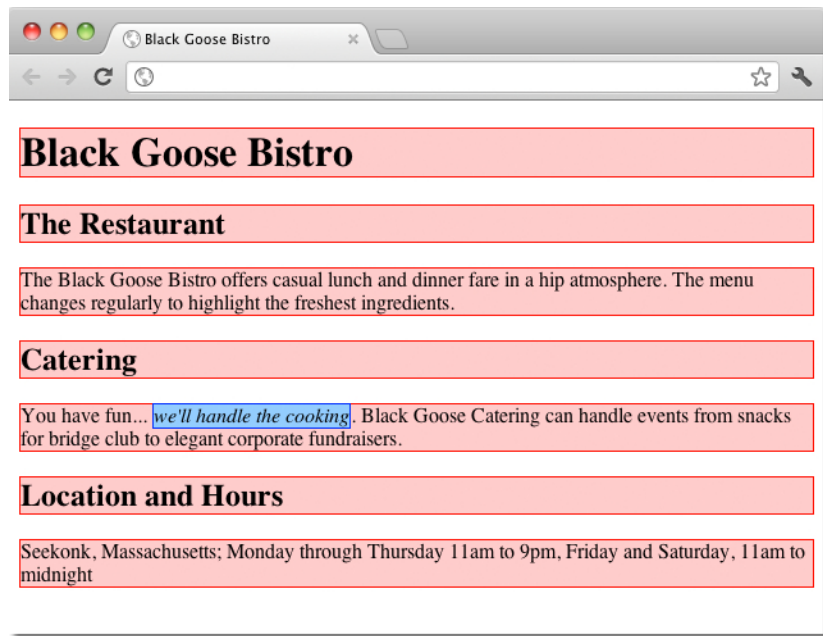 Black Goose Bistro
Black Goose Bistro
The Restaurant
The Black Goose Bistro offers casual lunch and dinner fare in a hip atmosphere. The menu
changes regularly to highlight the freshest ingredients.
Catering
You have fun... we'll handle the cooking. Black Goose Catering can handle events from snacks
for bridge club to elegant corporate fundraisers.
Location and Hours
Seekonk, Massachusetts; Monday through Thursday 11am to 9pm, Friday and Saturday, 11am to
midnight